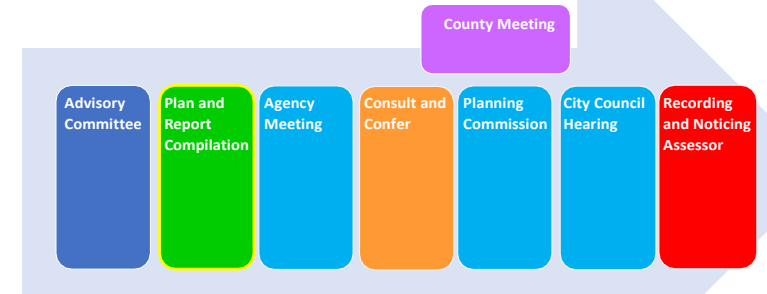 County Meeting
Advisory
Committee
Plan and
Report
Compilation
Agency
Meeting
Consult and
Confer
Planning
Commission
City Council
Hearing
Recording
and Noticing
Assessor